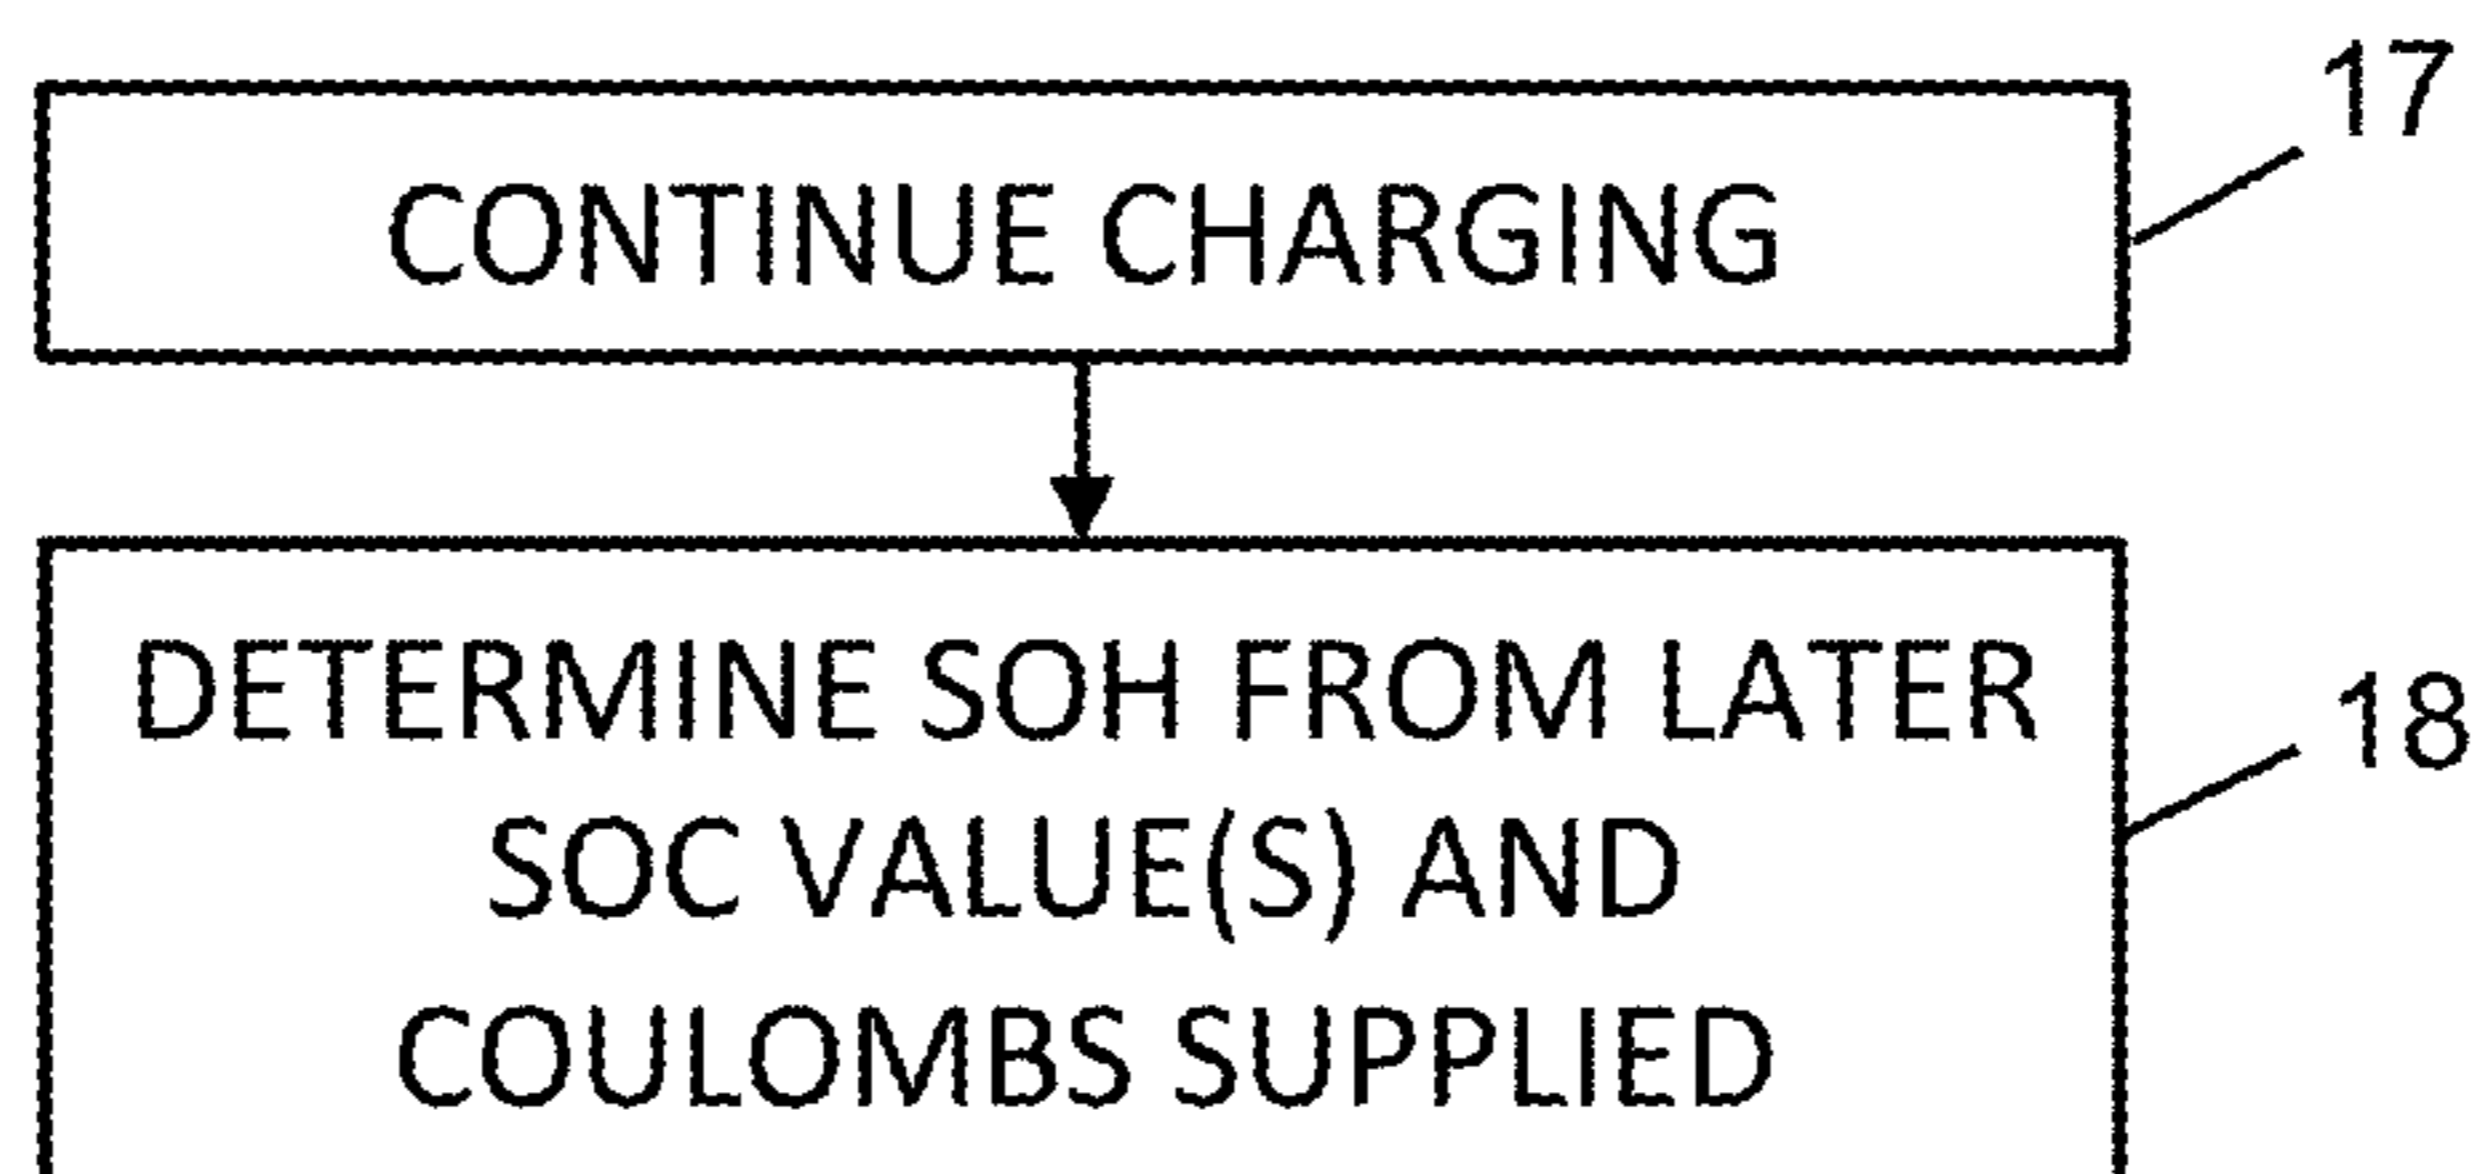 17
CONTINUE CHARGING
DETERMINE SOH FROM LATER
18
SOC VALUE(S) AND
COULOMBS SUPPLIED